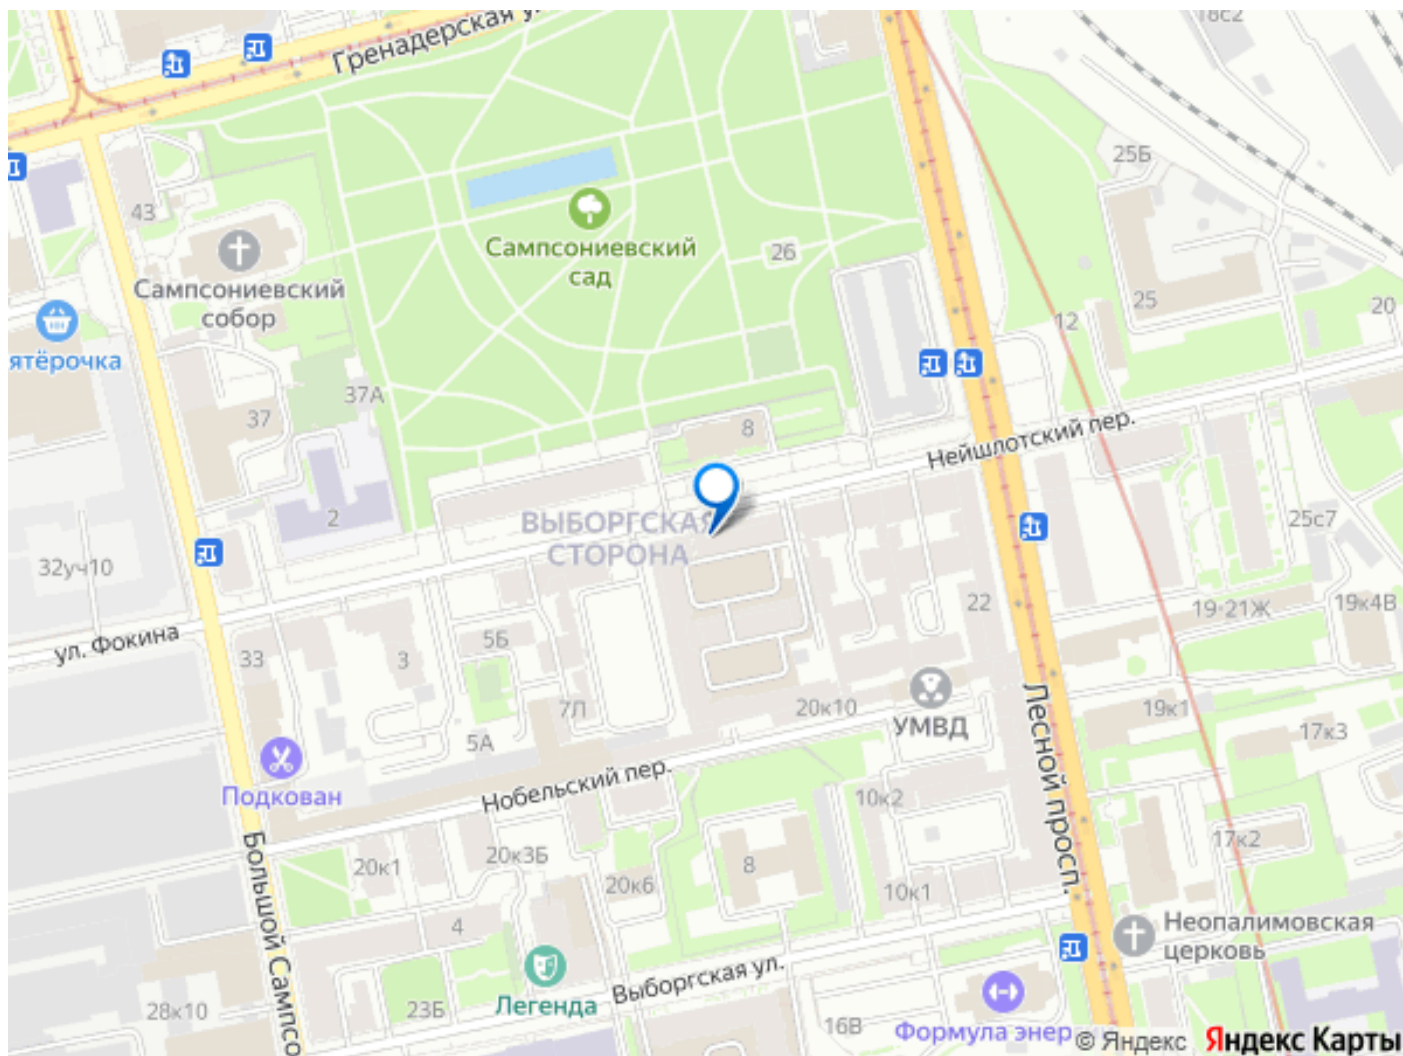 18с2
Гренадерская у
25Б
43
26
Сампсониевский
сад
Сампсониевский
собор
25
12
20
ятёрочка
37А
37
8
Нейшлотский пер.
2
ВЫБОРГСКАЯ
СТОРОНА
25с7
32уч10
22
19-21Ж
19к4В
ул. Фокина
5Б
33
3
7Л
20к10
УМВД
19к1
17к3
5А
Подкован
Нобельский пер.
10к2
Лесной просп.
17к2
Большой Сампсо
20к1
20к3Б
8
20к6
10к1
4
Неопалимовская
церковь
Легенда
Выборгская ул.
28к10
23Б
16В
Формула энер
© Яндекс Яндекс Карты